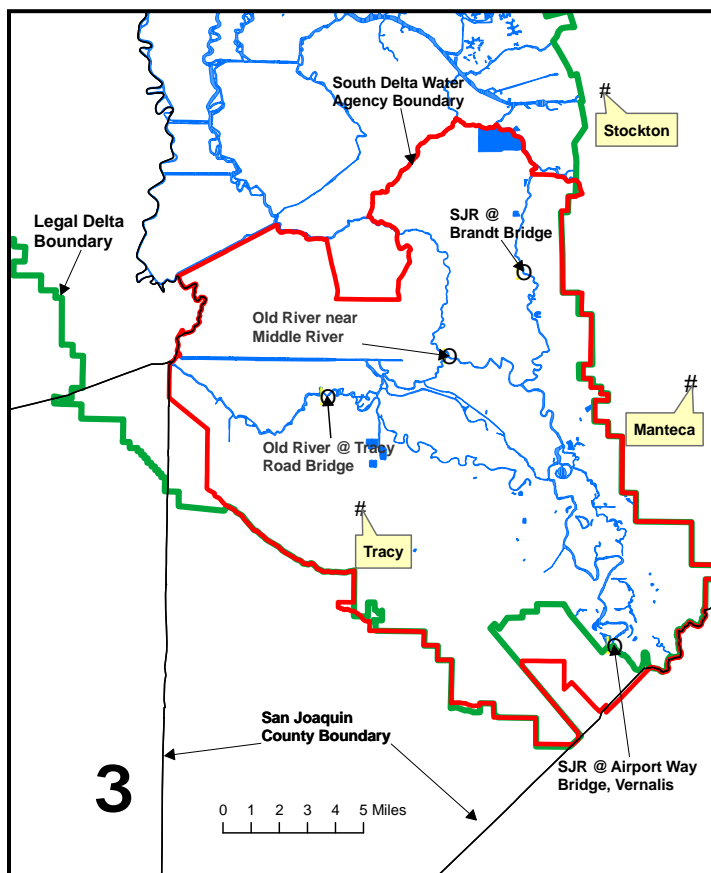 #
South Delta Water
Agency Boundary
Stockton
Legal Delta
Boundary
SJR @
Brandt Bridge
Old River near
Middle River
#
Manteca
Old River @ Tracy
Road Bridge
#
Tracy
San Joaquin
County Boundary
3
SJR @ Airport Way
Bridge, Vernalis
0 1 2 3 4 5 Miles